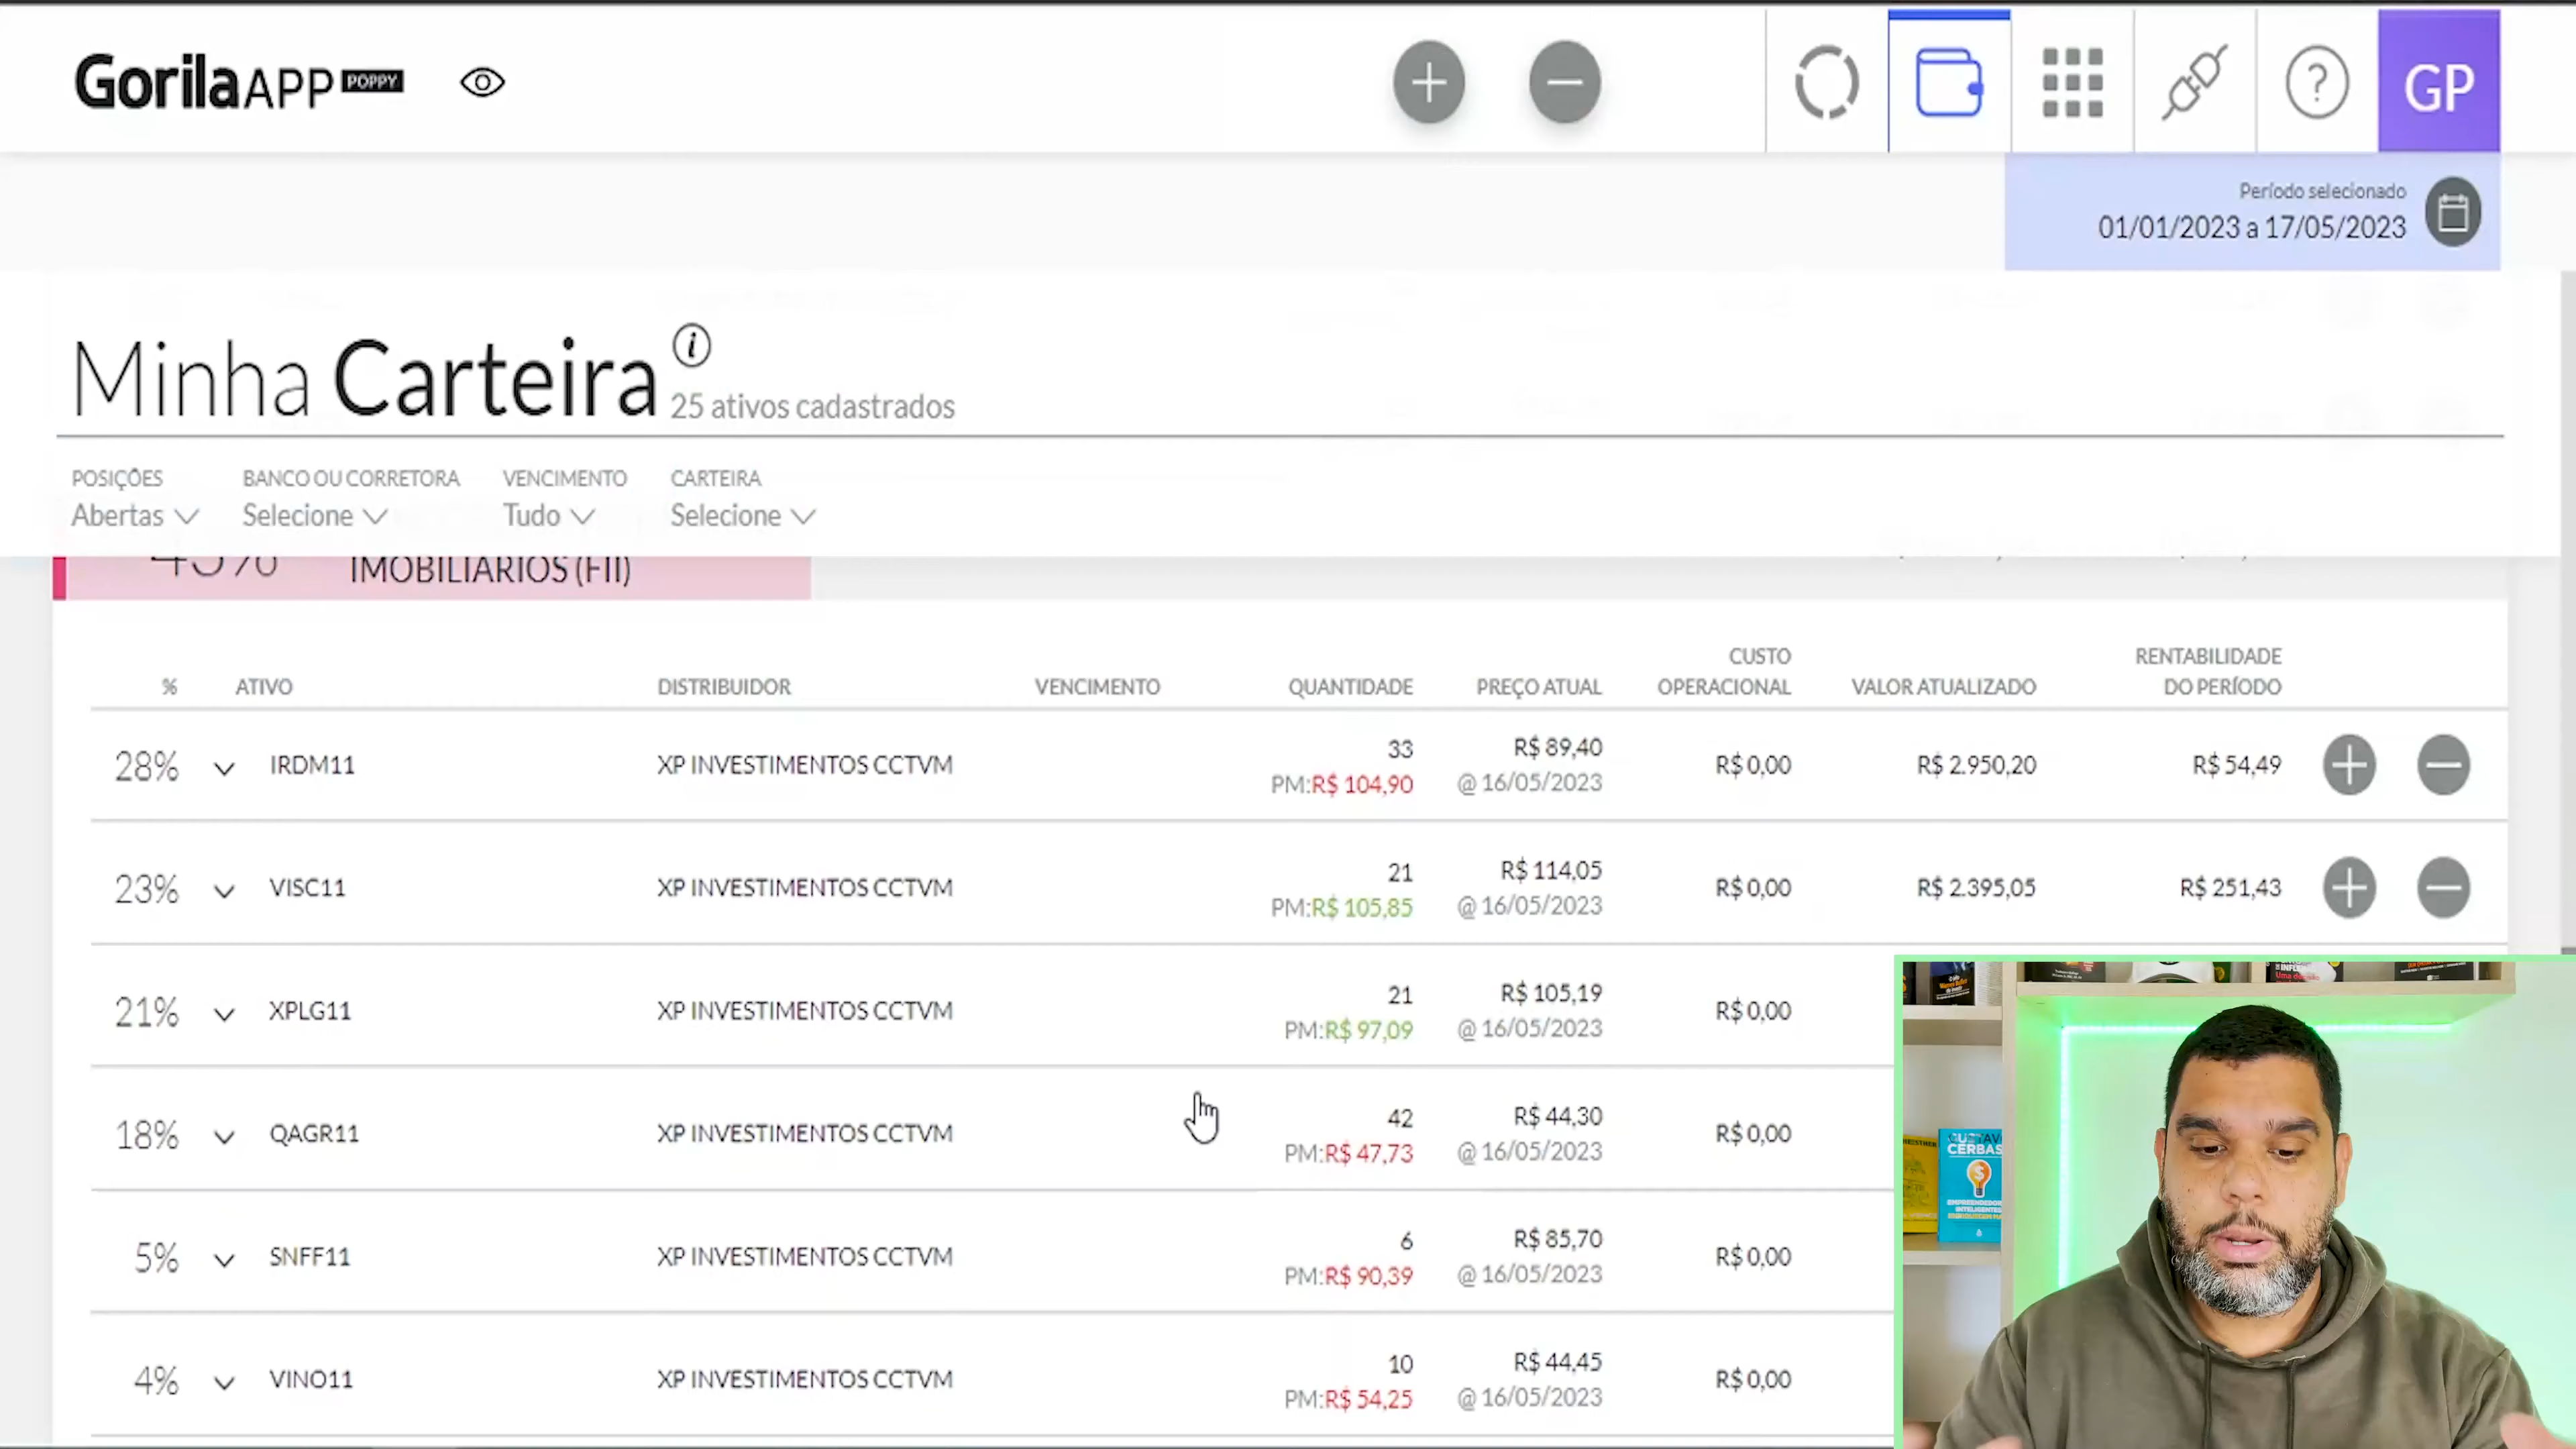 GorilaAPP POPPY
GP
Período selecionado
01/01/2023 a 17/05/2023
Minha Carteira
25 ativos cadastrados
POSIÇÕES BANCO OU CORRETORA VENCIMENTO CARTEIRA
Abertas Selecione Tudo Selecione
IMOBILIÁRIOS (FII)
% ATIVO DISTRIBUIDOR VENCIMENTO QUANTIDADE PREÇO ATUAL CUSTO OPERACIONAL VALOR ATUALIZADO RENTABILIDADE DO PERÍODO
28% IRDM11 XP INVESTIMENTOS CCTVM 33 R$ 89,40 R$ 0,00 R$ 2.950,20 R$ 54,49
PM:R$ 104,90 @ 16/05/2023
23% VISC11 XP INVESTIMENTOS CCTVM 21 R$ 114,05 R$ 0,00 R$ 2.395,05 R$ 251,43
PM:R$ 105,85 @ 16/05/2023
21% XPLG11 XP INVESTIMENTOS CCTVM 21 R$ 105,19 R$ 0,00
PM:R$ 97,09 @ 16/05/2023
18% QAGR11 XP INVESTIMENTOS CCTVM 42 R$ 44,30 R$ 0,00
PM:R$ 47,73 @ 16/05/2023
5% SNFF11 XP INVESTIMENTOS CCTVM 6 R$ 85,70 R$ 0,00
PM:R$ 90,39 @ 16/05/2023
4% VINO11 XP INVESTIMENTOS CCTVM 10 R$ 44,45 R$ 0,00
PM:R$ 54,25 @ 16/05/2023
GUSTAVO
CERBAS